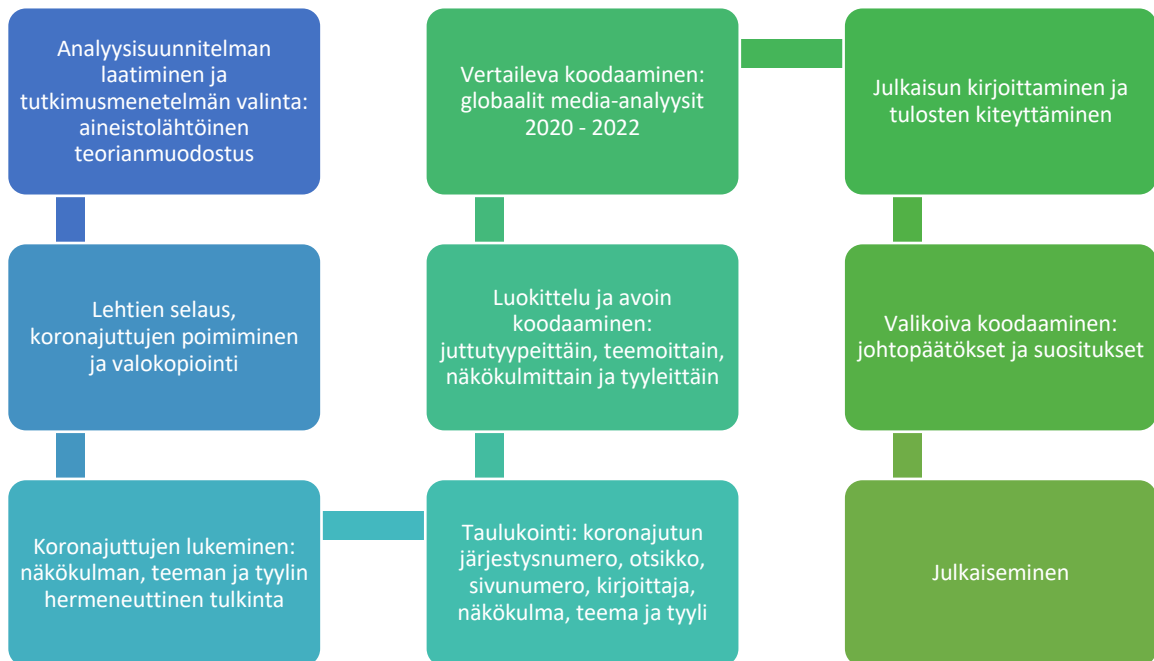 Analyysisuunnitelman
laatiminen ja
tutkimusmenetelmän valinta:
aineistolähtöinen
teorianmuodostus
Lehtien selaus,
koronajuttujen poimiminen
ja valokopiointi
Koronajuttujen lukeminen:
näkökulman, teeman ja tyylin
hermeneuttinen tulkinta
Taulukointi: koronajutun
järjestysnumero, otsikko,
sivunumero, kirjoittaja,
näkökulma, teema ja tyyli
Luokittelu ja avoin
koodaaminen:
juttutyypeittäin, teemoittain,
näkökulmittain ja tyyleittäin
Vertaileva koodaaminen:
globaalit media-analyysit
2020 - 2022
Julkaisun kirjoittaminen ja
tulosten kiteyttäminen
Valikoiva koodaaminen:
johtopäätökset ja suositukset
Julkaiseminen